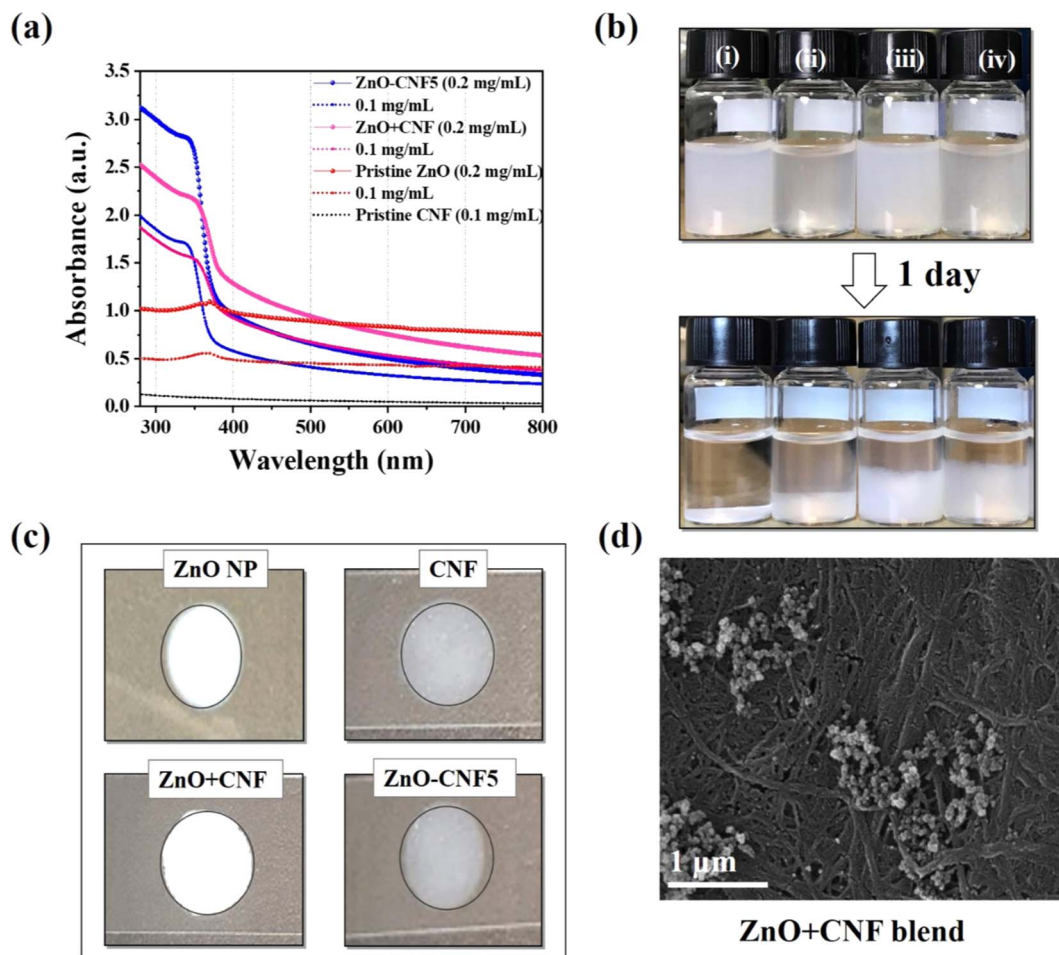 (a)
3.5
3.0
2.5
2.0
1.5
1.0
0.5
0.0
Absorbance (a.u.)
300
400
500
600
700
800
Wavelength (nm)
ZnO-CNF5 (0.2 mg/mL)
0.1 mg/mL
ZnO+CNF (0.2 mg/mL)
0.1 mg/mL
Pristine ZnO (0.2 mg/mL)
0.1 mg/mL
Pristine CNF (0.1 mg/mL)
(b)
(i)
(ii)
(iii)
(iv)
1 day
(c)
ZnO NP
CNF
ZnO+CNF
ZnO-CNF5
(d)
1 μm
ZnO+CNF blend